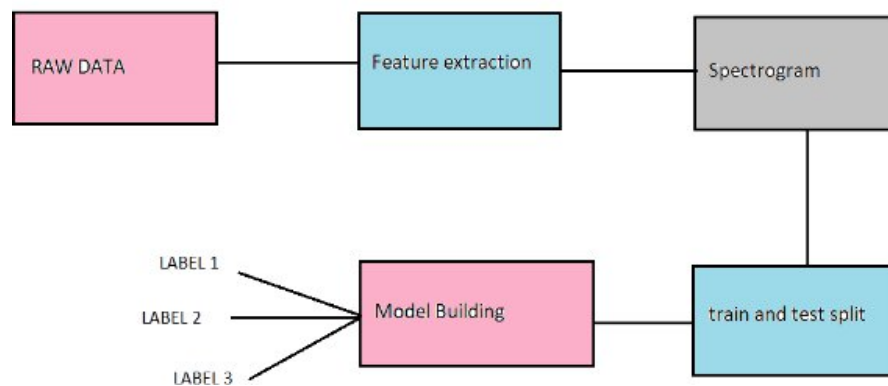 RAW DATA
Feature extraction
Spectrogram
LABEL 1
LABEL 2
LABEL 3
Model Building
train and test split